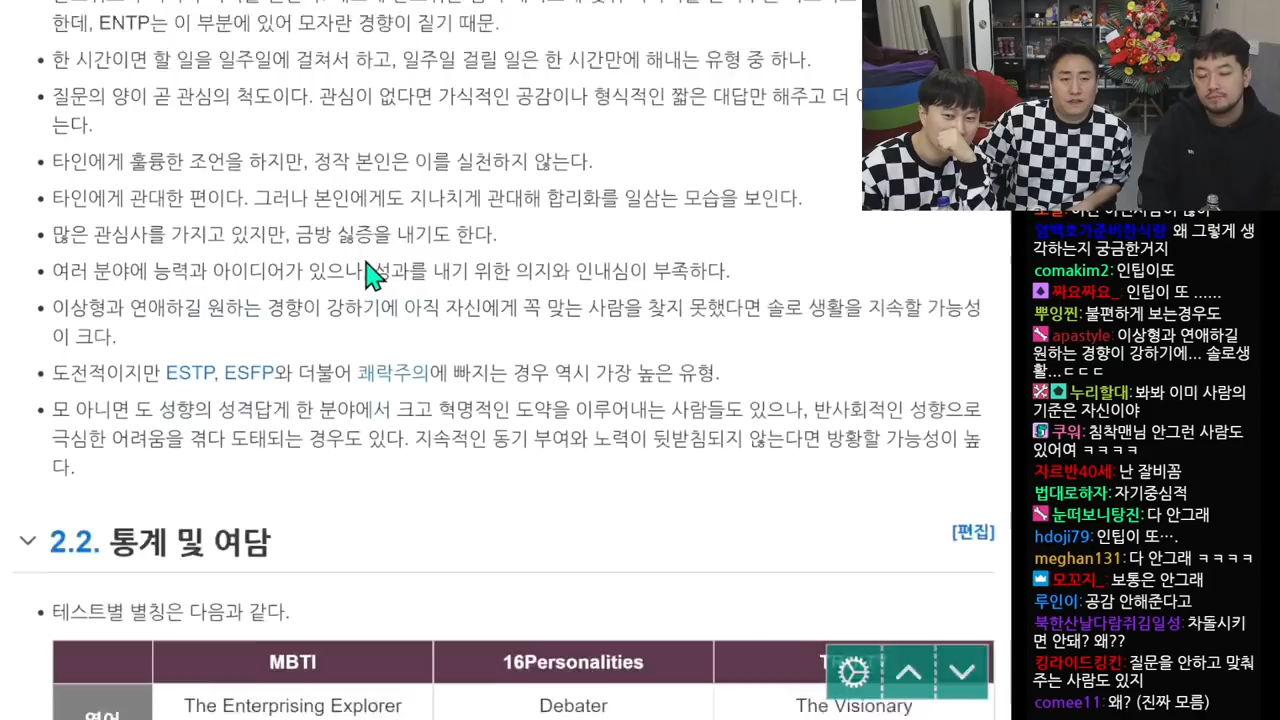 한데, ENTP는 이 부분에 있어 모자란 경향이 짙기 때문.
• 한 시간이면 할 일을 일주일에 걸쳐서 하고, 일주일 걸릴 일은 한 시간만에 해내는 유형 중 하나.
• 질문의 양이 곧 관심의 척도이다. 관심이 없다면 가식적인 공감이나 형식적인 짧은 대답만 해주고 더
는다.
• 타인에게 훌륭한 조언을 하지만, 정작 본인은 이를 실천하지 않는다.
• 타인에게 관대한 편이다. 그러나 본인에게도 지나치게 관대해 합리화를 일삼는 모습을 보인다.
• 많은 관심사를 가지고 있지만, 금방 싫증을 내기도 한다.
• 여러 분야에 능력과 아이디어가 있으나 성과를 내기 위한 의지와 인내심이 부족하다.
• 이상형과 연애하길 원하는 경향이 강하기에 아직 자신에게 꼭 맞는 사람을 찾지 못했다면 솔로 생활을 지속할 가능성
이 크다.
• 도전적이지만 ESTP, ESFP와 더불어 쾌락주의에 빠지는 경우 역시 가장 높은 유형.
• 모 아니면 도 성향의 성격답게 한 분야에서 크고 혁명적인 도약을 이루어내는 사람들도 있으나, 반사회적인 성향으로
극심한 어려움을 겪다 도태되는 경우도 있다. 지속적인 동기 부여와 노력이 뒷받침되지 않는다면 방황할 가능성이 높
다.
2.2. 통계 및 여담
[편집]
• 테스트별 별칭은 다음과 같다.
MBTI 16Personalities
영어 The Enterprising Explorer Debater The Visionary
엄백호가준비한식량 왜 그렇게 생
각하는지 궁금한거지
comakim2: 인팁이또
짜요짜요_: 인팁이 또 ......
뿌잉찐: 불편하게 보는경우도
apastyle: 이상형과 연애하길
원하는 경향이 강하기에... 솔로생
활...ㄷㄷㄷ
누리할대: 봐봐 이미 사람의
기준은 자신이야
쿠워: 침착맨님 안그런 사람도
있어여 ㅋㅋㅋㅋ
자르반40세: 난 잘비꼼
법대로하자: 자기중심적
눈떠보니탕진: 다 안그래
hdoji79: 인팁이 또….
meghan131: 다 안그래 ㅋㅋㅋㅋ
모꼬지_: 보통은 안그래
루인이: 공감 안해준다고
북한산날다람쥐김일성: 차돌시키
면 안돼? 왜??
킹라이드킹킨: 질문을 안하고 맞춰
주는 사람도 있지
comee11: 왜? (진짜 모름)